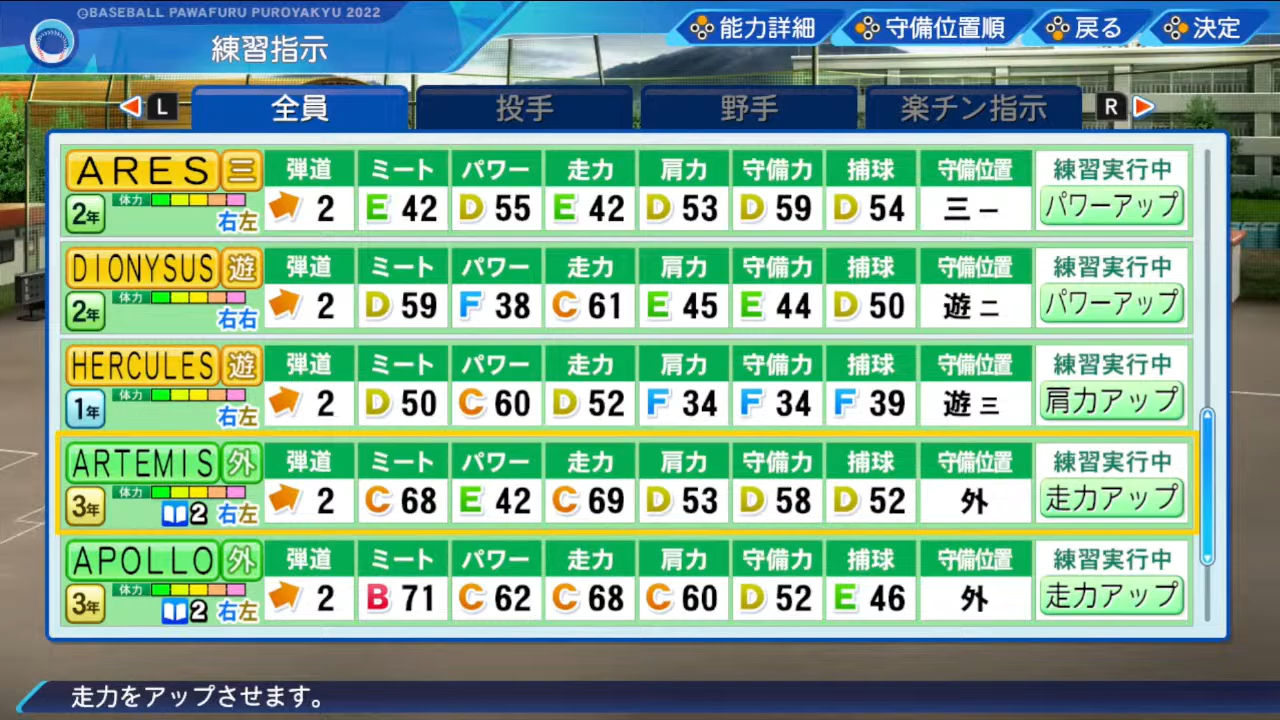 ©BASEBALL PAWAFURU PUROYAKYU 2022
練習指示
能力詳細 守備位置順 戻る 決定
L 全員 投手 野手 楽チン指示 R
ARES 三 弾道 ミート パワー 走力 肩力 守備力 捕球 守備位置 練習実行中
体力
2年 右左 2 E 42 D 55 E 42 D 53 D 59 D 54 三 一 パワーアップ
DIONYSUS 遊 弾道 ミート パワー 走力 肩力 守備力 捕球 守備位置 練習実行中
体力
2年 右右 2 D 59 F 38 C 61 E 45 E 44 D 50 遊 二 パワーアップ
HERCULES 遊 弾道 ミート パワー 走力 肩力 守備力 捕球 守備位置 練習実行中
体力
1年 右左 2 D 50 C 60 D 52 F 34 F 34 F 39 遊 三 肩力アップ
ARTEMIS 外 弾道 ミート パワー 走力 肩力 守備力 捕球 守備位置 練習実行中
体力
3年 2 右左 2 C 68 E 42 C 69 D 53 D 58 D 52 外 走力アップ
APOLLO 外 弾道 ミート パワー 走力 肩力 守備力 捕球 守備位置 練習実行中
体力
3年 2 右左 2 B 71 C 62 C 68 C 60 D 52 E 46 外 走力アップ
走力をアップさせます。